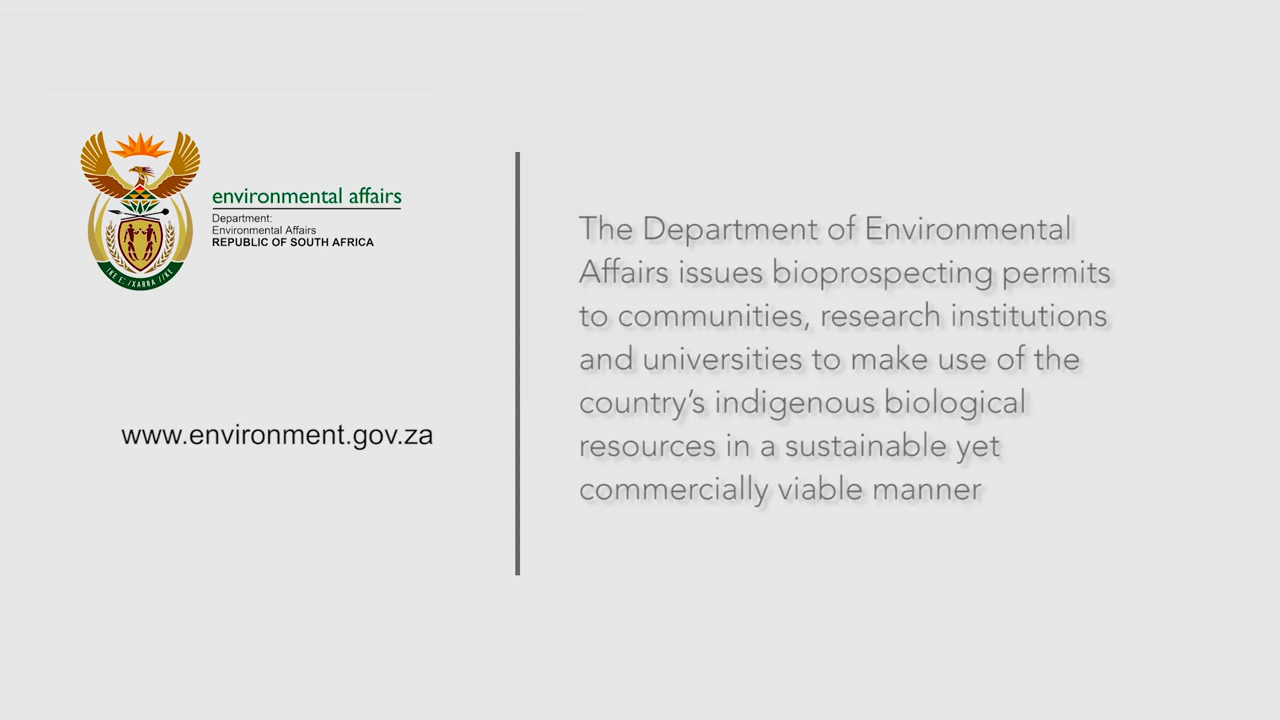 environmental affairs
Department:
Environmental Affairs
REPUBLIC OF SOUTH AFRICA
www.environment.gov.za
The Department of Environmental
Affairs issues bioprospecting permits
to communities, research institutions
and universities to make use of the
country's indigenous biological
resources in a sustainable yet
commercially viable manner